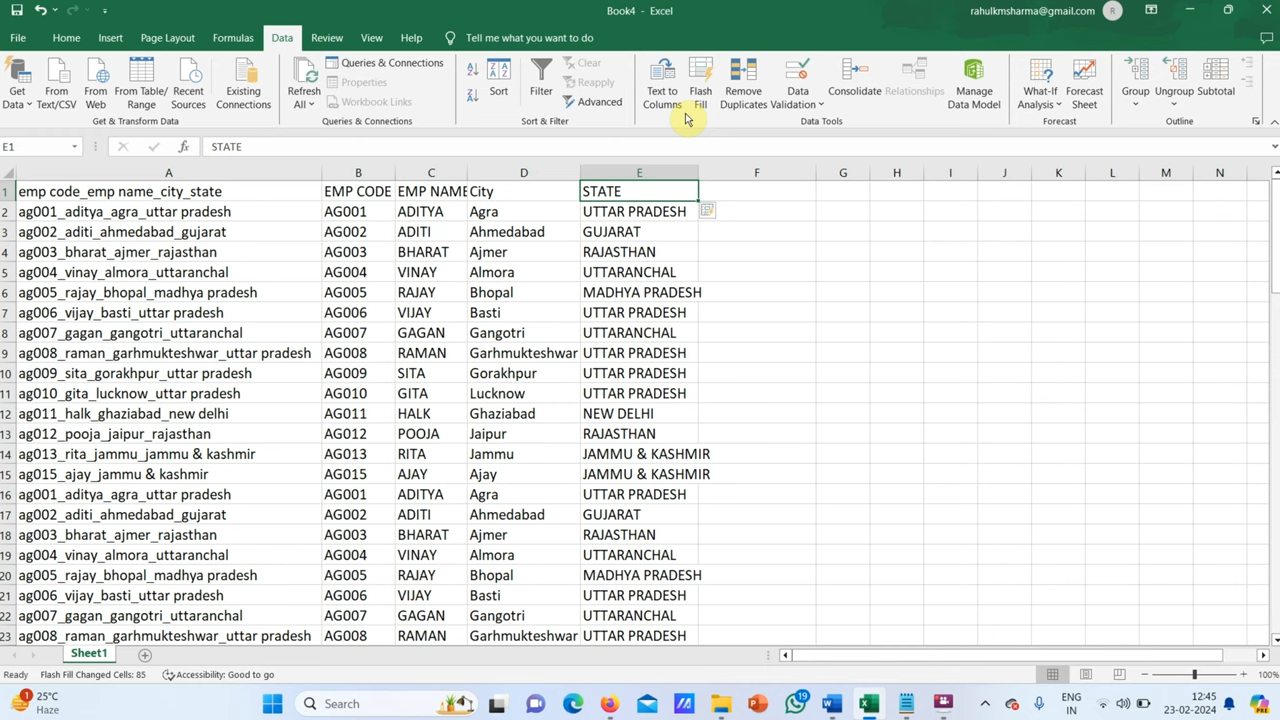 Book4 - Excel
rahulkmsharma@gmail.com R
File Home Insert Page Layout Formulas Data Review View Help Tell me what you want to do
Get Data
From Text/CSV
From Web
From Table/ Range
Recent Sources
Existing Connections
Get & Transform Data
Refresh All
Queries & Connections
Properties
Workbook Links
Queries & Connections
Sort
Filter
Clear
Reapply
Advanced
Sort & Filter
Text to Columns
Flash Fill
Remove Duplicates
Data Validation
Consolidate
Relationships
Manage Data Model
Data Tools
What-If Analysis
Forecast Sheet
Forecast
Group
Ungroup
Subtotal
Outline
E1 fx STATE
A B C D E F G H I J K L M N
1 emp code_emp name_city_state EMP CODE EMP NAME City STATE
2 ag001_aditya_agra_uttar pradesh AG001 ADITYA Agra UTTAR PRADESH
3 ag002_aditi_ahmedabad_gujarat AG002 ADITI Ahmedabad GUJARAT
4 ag003_bharat_ajmer_rajasthan AG003 BHARAT Ajmer RAJASTHAN
5 ag004_vinay_almora_uttaranchal AG004 VINAY Almora UTTARANCHAL
6 ag005_rajay_bhopal_madhya pradesh AG005 RAJAY Bhopal MADHYA PRADESH
7 ag006_vijay_basti_uttar pradesh AG006 VIJAY Basti UTTAR PRADESH
8 ag007_gagan_gangotri_uttaranchal AG007 GAGAN Gangotri UTTARANCHAL
9 ag008_raman_garhmukteshwar_uttar pradesh AG008 RAMAN Garhmukteshwar UTTAR PRADESH
10 ag009_sita_gorakhpur_uttar pradesh AG009 SITA Gorakhpur UTTAR PRADESH
11 ag010_gita_lucknow_uttar pradesh AG010 GITA Lucknow UTTAR PRADESH
12 ag011_halk_ghaziabad_new delhi AG011 HALK Ghaziabad NEW DELHI
13 ag012_pooja_jaipur_rajasthan AG012 POOJA Jaipur RAJASTHAN
14 ag013_rita_jammu_jammu & kashmir AG013 RITA Jammu JAMMU & KASHMIR
15 ag015_ajay_jammu & kashmir AG015 AJAY Ajay JAMMU & KASHMIR
16 ag001_aditya_agra_uttar pradesh AG001 ADITYA Agra UTTAR PRADESH
17 ag002_aditi_ahmedabad_gujarat AG002 ADITI Ahmedabad GUJARAT
18 ag003_bharat_ajmer_rajasthan AG003 BHARAT Ajmer RAJASTHAN
19 ag004_vinay_almora_uttaranchal AG004 VINAY Almora UTTARANCHAL
20 ag005_rajay_bhopal_madhya pradesh AG005 RAJAY Bhopal MADHYA PRADESH
21 ag006_vijay_basti_uttar pradesh AG006 VIJAY Basti UTTAR PRADESH
22 ag007_gagan_gangotri_uttaranchal AG007 GAGAN Gangotri UTTARANCHAL
23 ag008_raman_garhmukteshwar_uttar pradesh AG008 RAMAN Garhmukteshwar UTTAR PRADESH
Sheet1
Ready Flash Fill Changed Cells: 85 Accessibility: Good to go 100%
1 25°C Haze
Search
19
ENG IN
12:45
23-02-2024